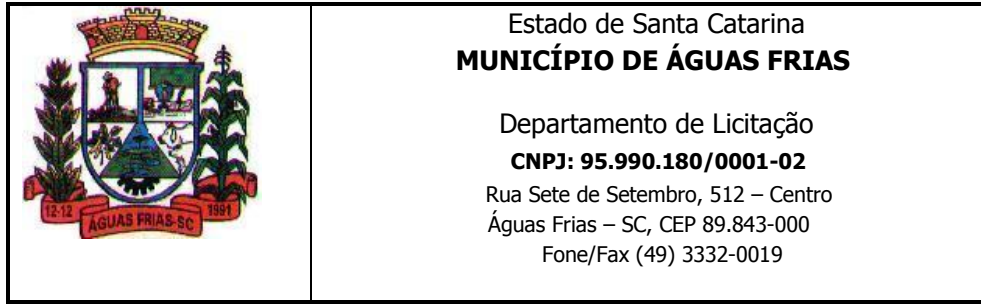 12-12
ÁGUAS FRIAS-SC
1991
Estado de Santa Catarina
MUNICÍPIO DE ÁGUAS FRIAS
Departamento de Licitação
CNPJ: 95.990.180/0001-02
Rua Sete de Setembro, 512 – Centro
Águas Frias – SC, CEP 89.843-000
Fone/Fax (49) 3332-0019